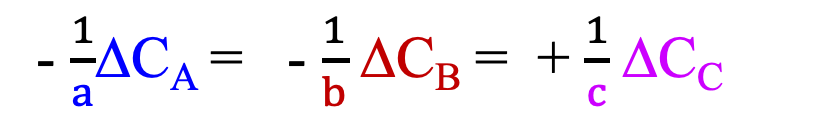 - 1/a ΔC_A = - 1/b ΔC_B = + 1/c ΔC_C